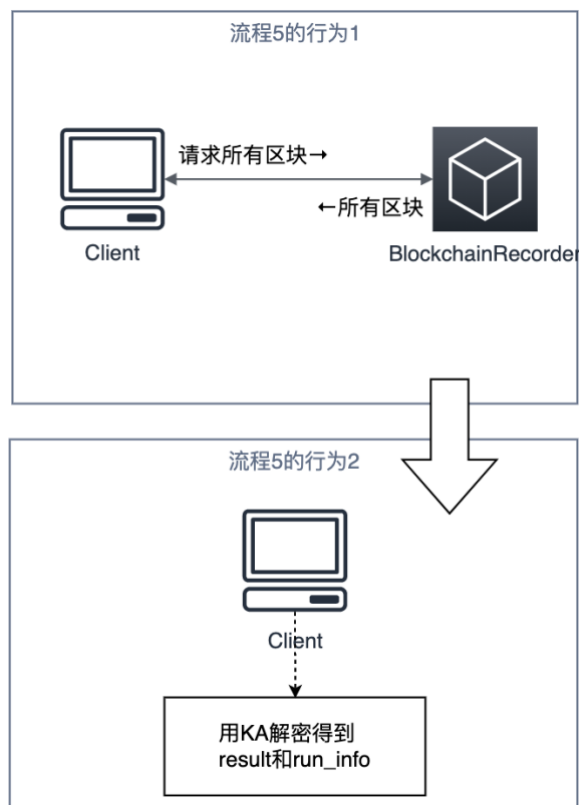 流程5的行为1
请求所有区块→
←所有区块
Client
BlockchainRecorder
流程5的行为2
Client
用KA解密得到
result和run_info